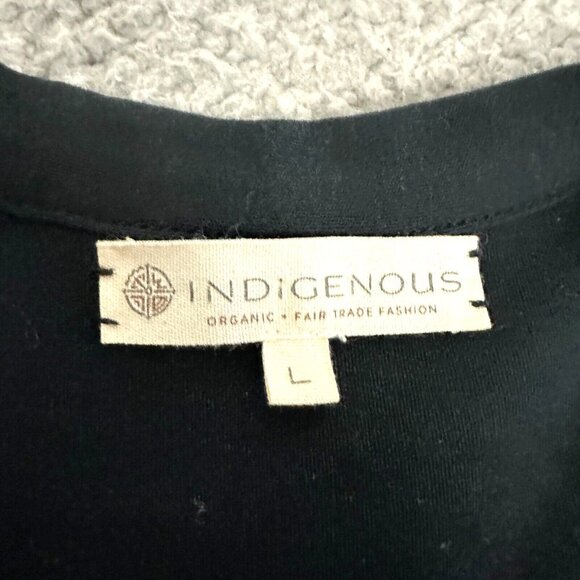 INDiGENOUS
ORGANIC • FAIR TRADE FASHION
L